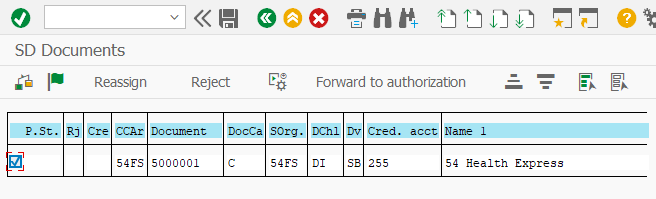 SD Documents
Reassign Reject Forward to authorization
P.St. Rj Cre CCAr Document DocCa SOrg. DChl Dv Cred. acct Name 1
54FS 5000001 C 54FS DI SB 255 54 Health Express